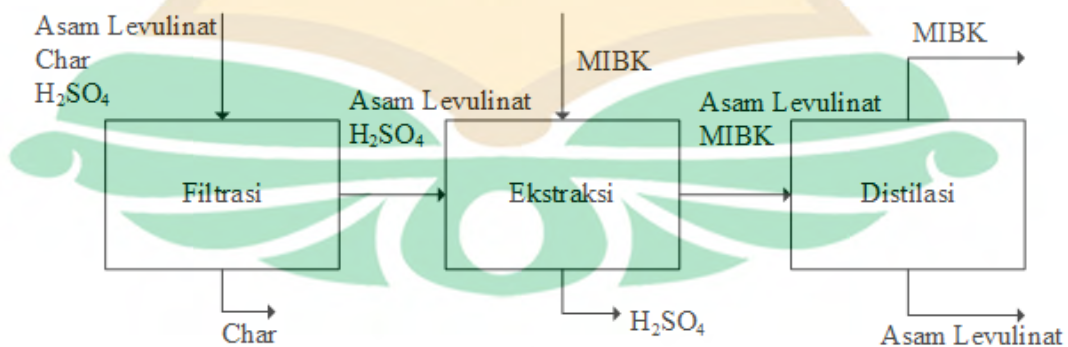 Asam Levulinat
Char
H₂SO₄
MIBK
MIBK
Asam Levulinat
H₂SO₄
Asam Levulinat
MIBK
Filtrasi
Ekstraksi
Distilasi
Char
H₂SO₄
Asam Levulinat